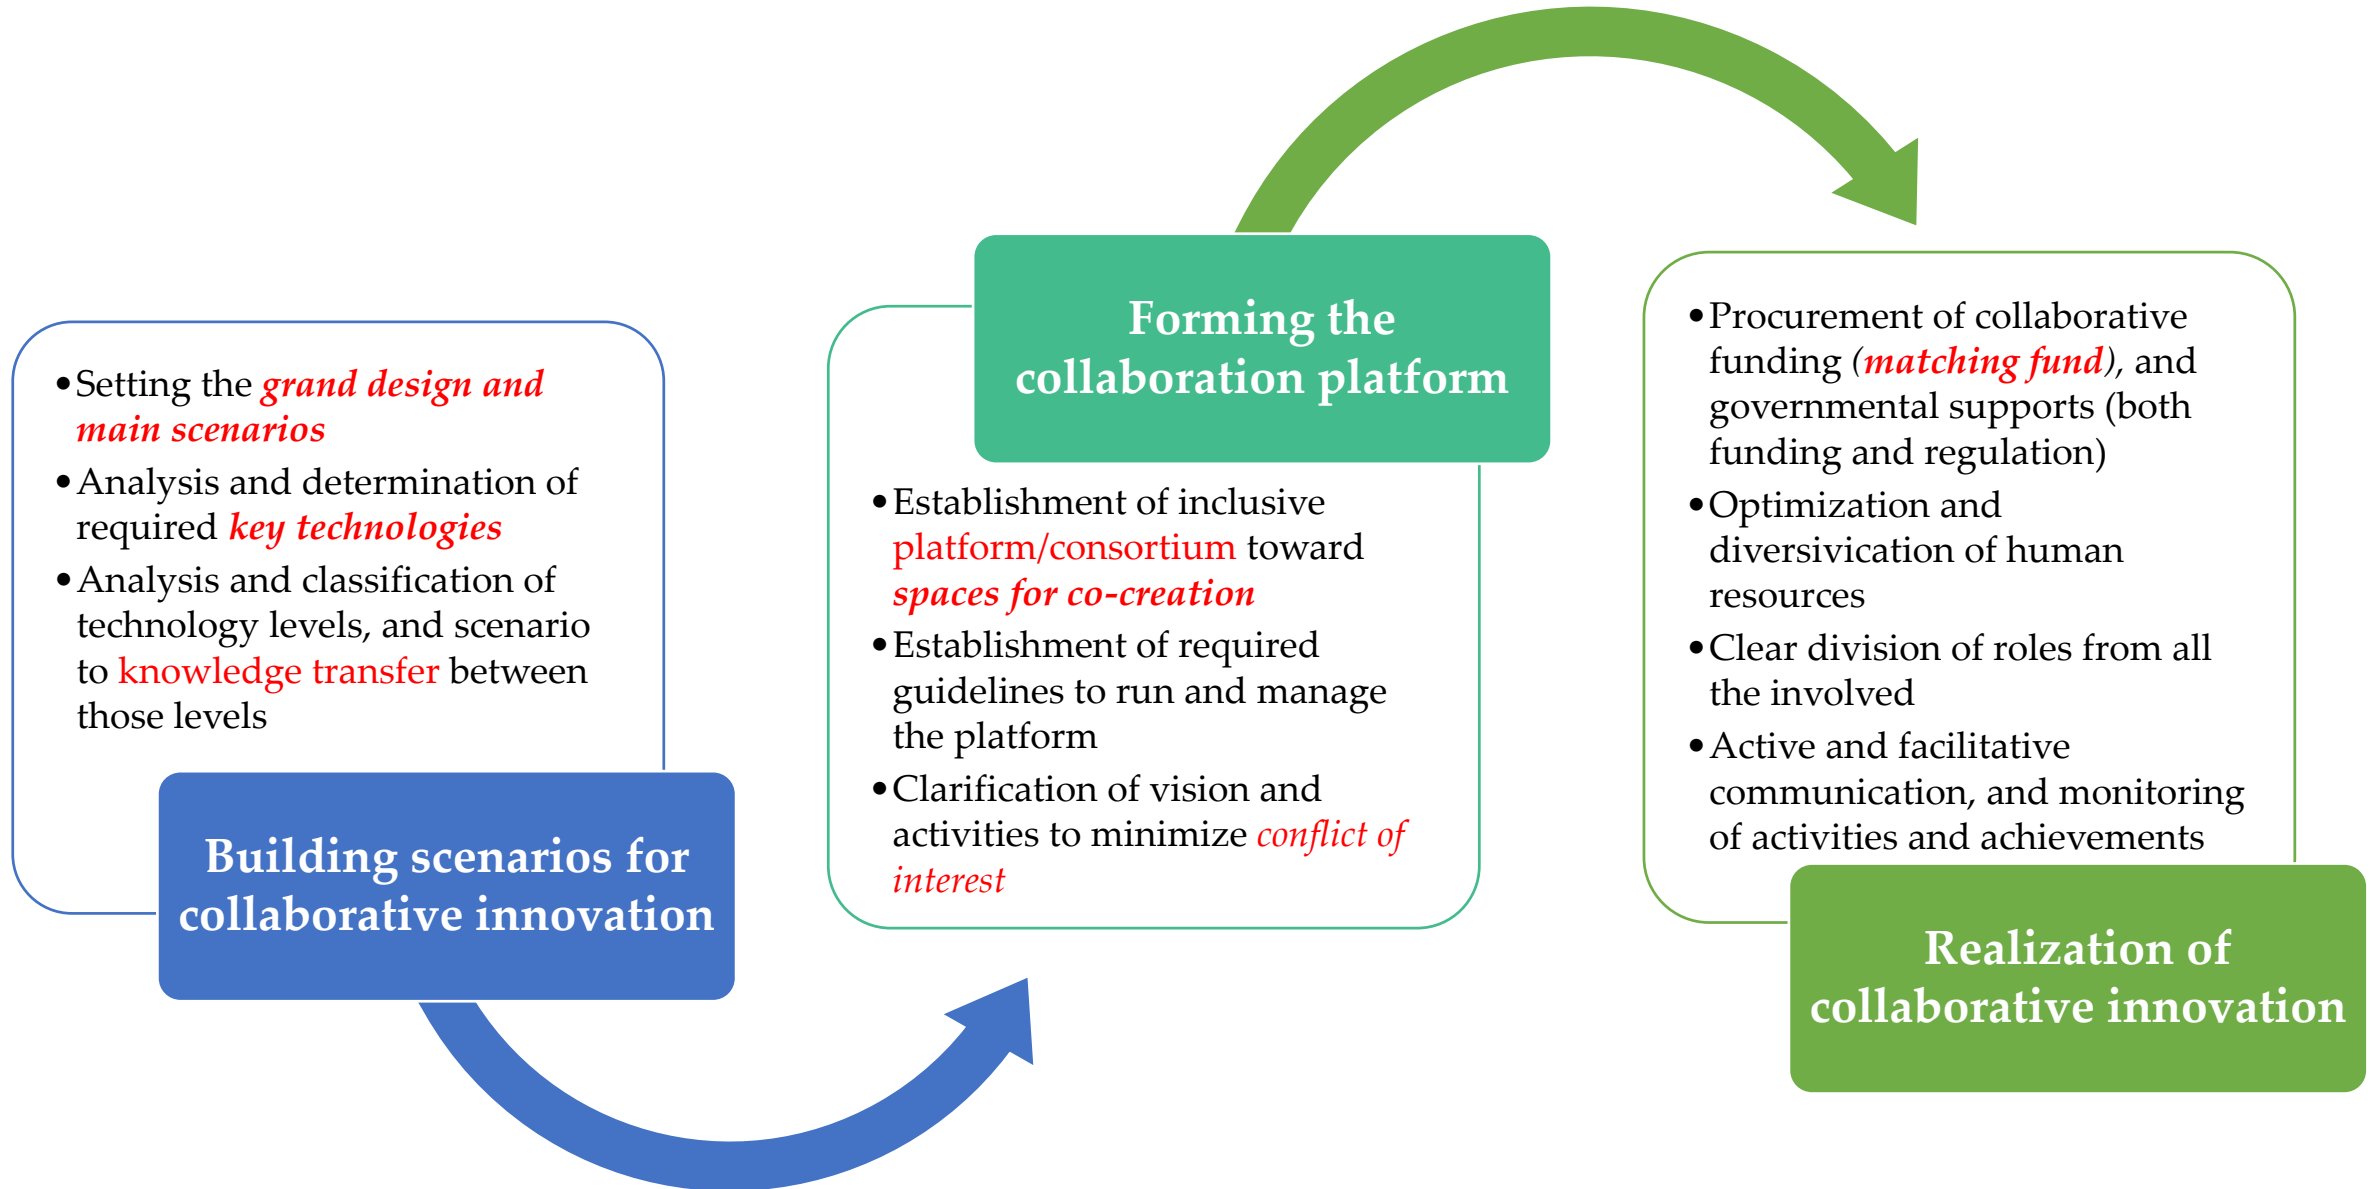 •Setting the grand design and
main scenarios
•Analysis and determination of
required key technologies
•Analysis and classification of
technology levels, and scenario
to knowledge transfer between
those levels
Building scenarios for
collaborative innovation
Forming the
collaboration platform
•Establishment of inclusive
platform/consortium toward
spaces for co-creation
•Establishment of required
guidelines to run and manage
the platform
•Clarification of vision and
activities to minimize conflict of
interest
•Procurement of collaborative
funding (matching fund), and
governmental supports (both
funding and regulation)
•Optimization and
diversivication of human
resources
•Clear division of roles from all
the involved
•Active and facilitative
communication, and monitoring
of activities and achievements
Realization of
collaborative innovation